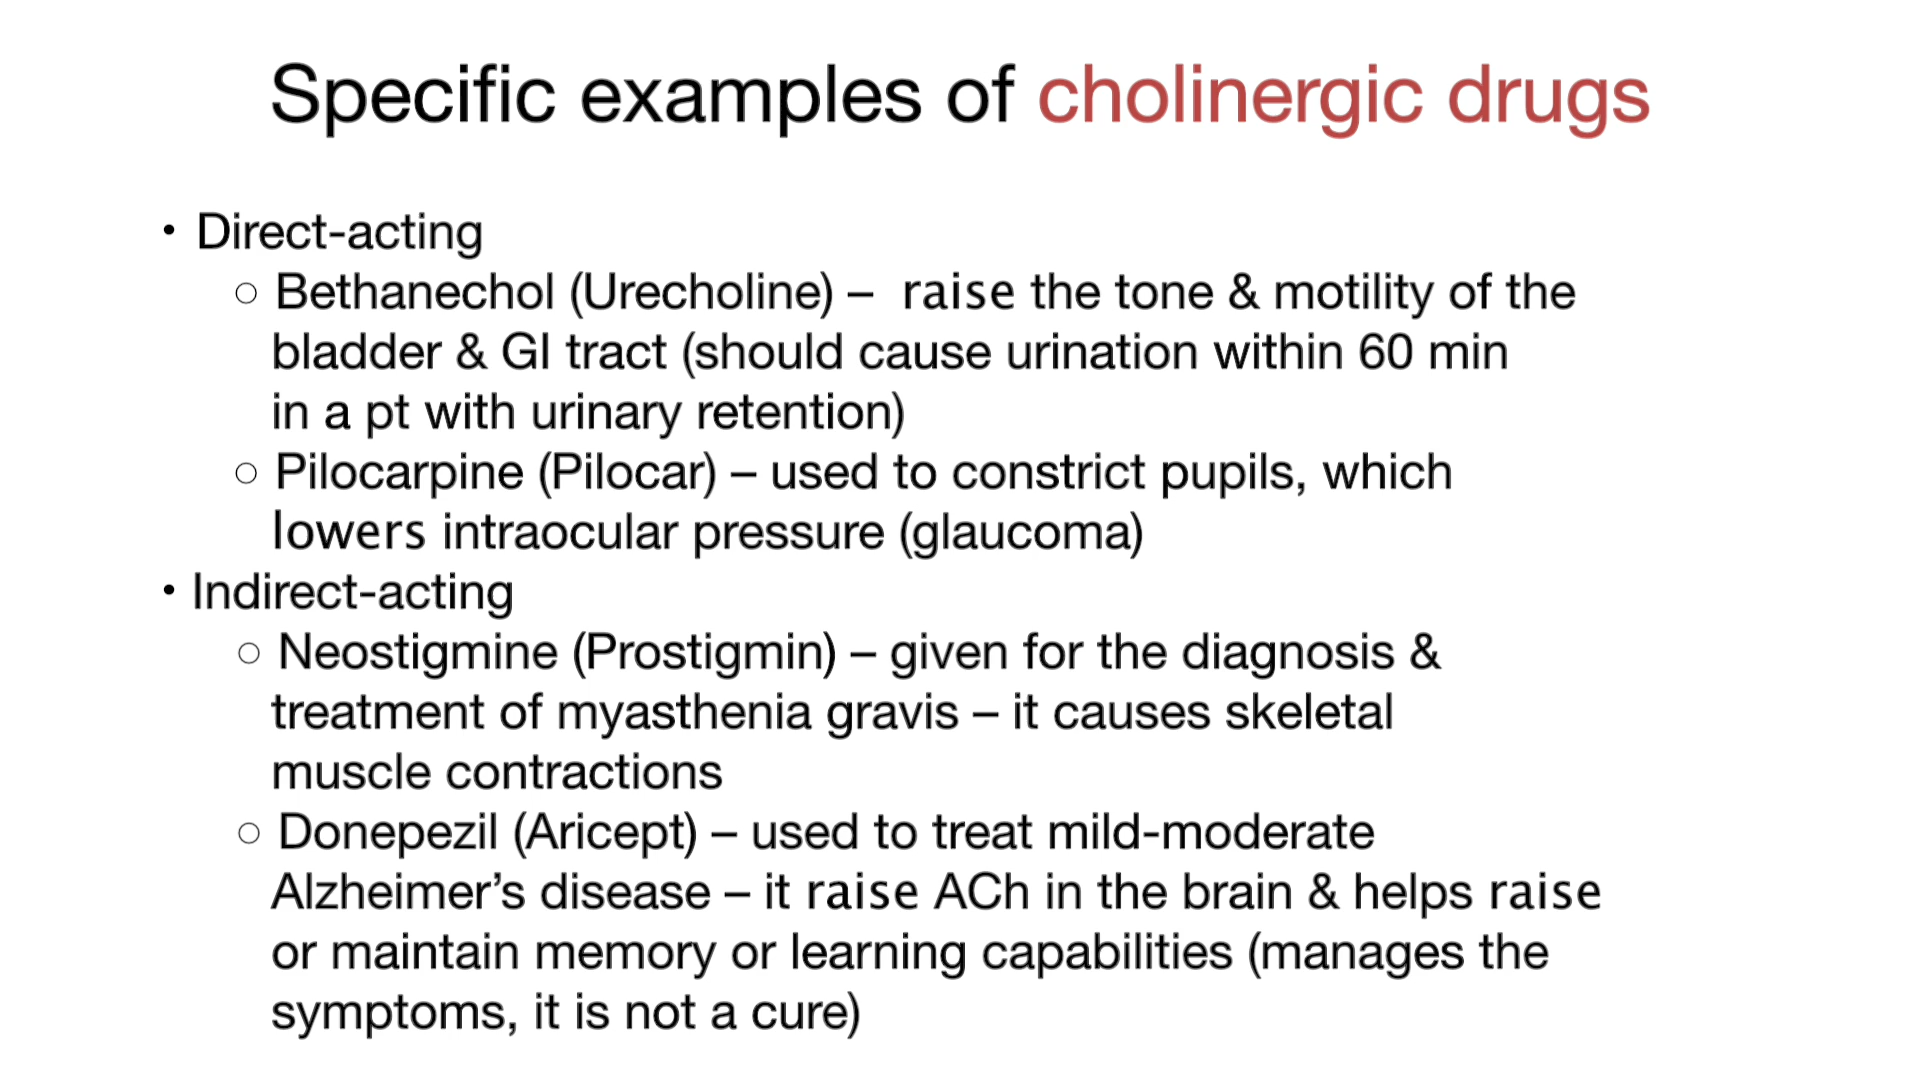 Specific examples of cholinergic drugs
• Direct-acting
○ Bethanechol (Urecholine) – raise the tone & motility of the
bladder & GI tract (should cause urination within 60 min
in a pt with urinary retention)
○ Pilocarpine (Pilocar) – used to constrict pupils, which
lowers intraocular pressure (glaucoma)
• Indirect-acting
○ Neostigmine (Prostigmin) – given for the diagnosis &
treatment of myasthenia gravis – it causes skeletal
muscle contractions
○ Donepezil (Aricept) – used to treat mild-moderate
Alzheimer’s disease – it raise ACh in the brain & helps raise
or maintain memory or learning capabilities (manages the
symptoms, it is not a cure)